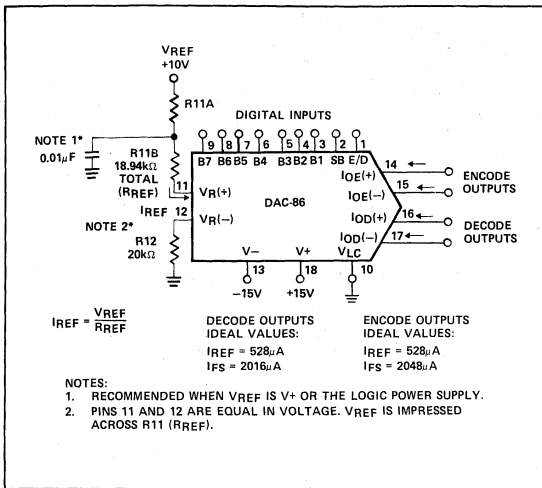 VREF
+10V
R11A
DIGITAL INPUTS
NOTE 1*
0.01μF
R11B
18.94kΩ
TOTAL
(RREF)
9 8 7 6 5 4 3 2 1
B7 B6 B5 B4 B3 B2 B1 SB E/D
14
IOE(+)
15
IOE(-)
ENCODE
OUTPUTS
11
VR(+)
DAC-86
16
IOD(+)
17
IOD(-)
DECODE
OUTPUTS
IREF 12
VR(-)
NOTE 2*
R12
20kΩ
V- V+ VLC
13 18 10
-15V +15V
IREF = VREF
RREF
DECODE OUTPUTS
IDEAL VALUES:
IREF = 528μA
IFS = 2016μA
ENCODE OUTPUTS
IDEAL VALUES:
IREF = 528μA
IFS = 2048μA
NOTES:
1. RECOMMENDED WHEN VREF IS V+ OR THE LOGIC POWER SUPPLY.
2. PINS 11 AND 12 ARE EQUAL IN VOLTAGE. VREF IS IMPRESSED
ACROSS R11 (RREF).